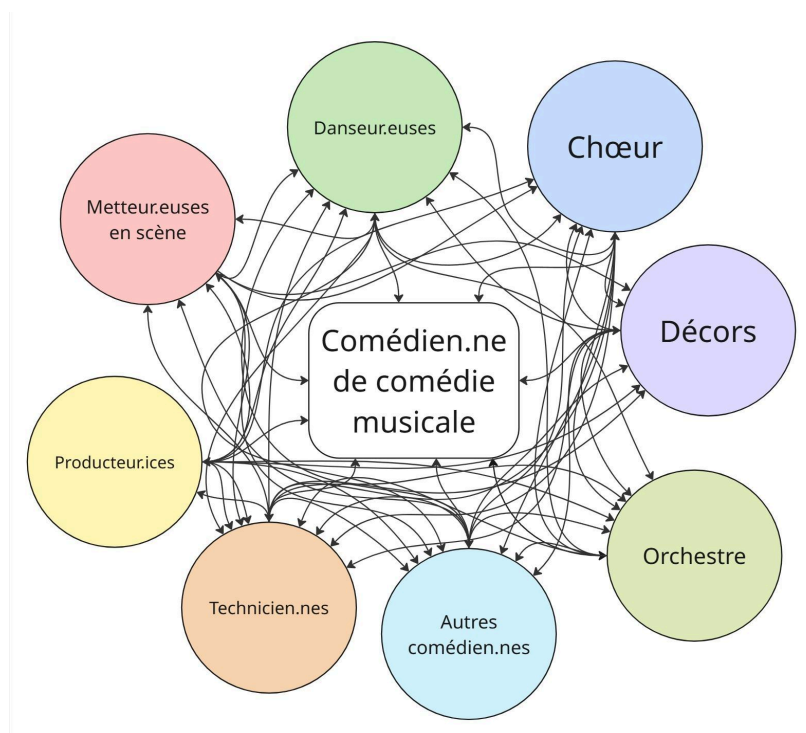 Danseur.euses
Chœur
Metteur.euses
en scène
Décors
Comédien.ne
de comédie
musicale
Producteur.ices
Orchestre
Technicien.nes
Autres
comédien.nes